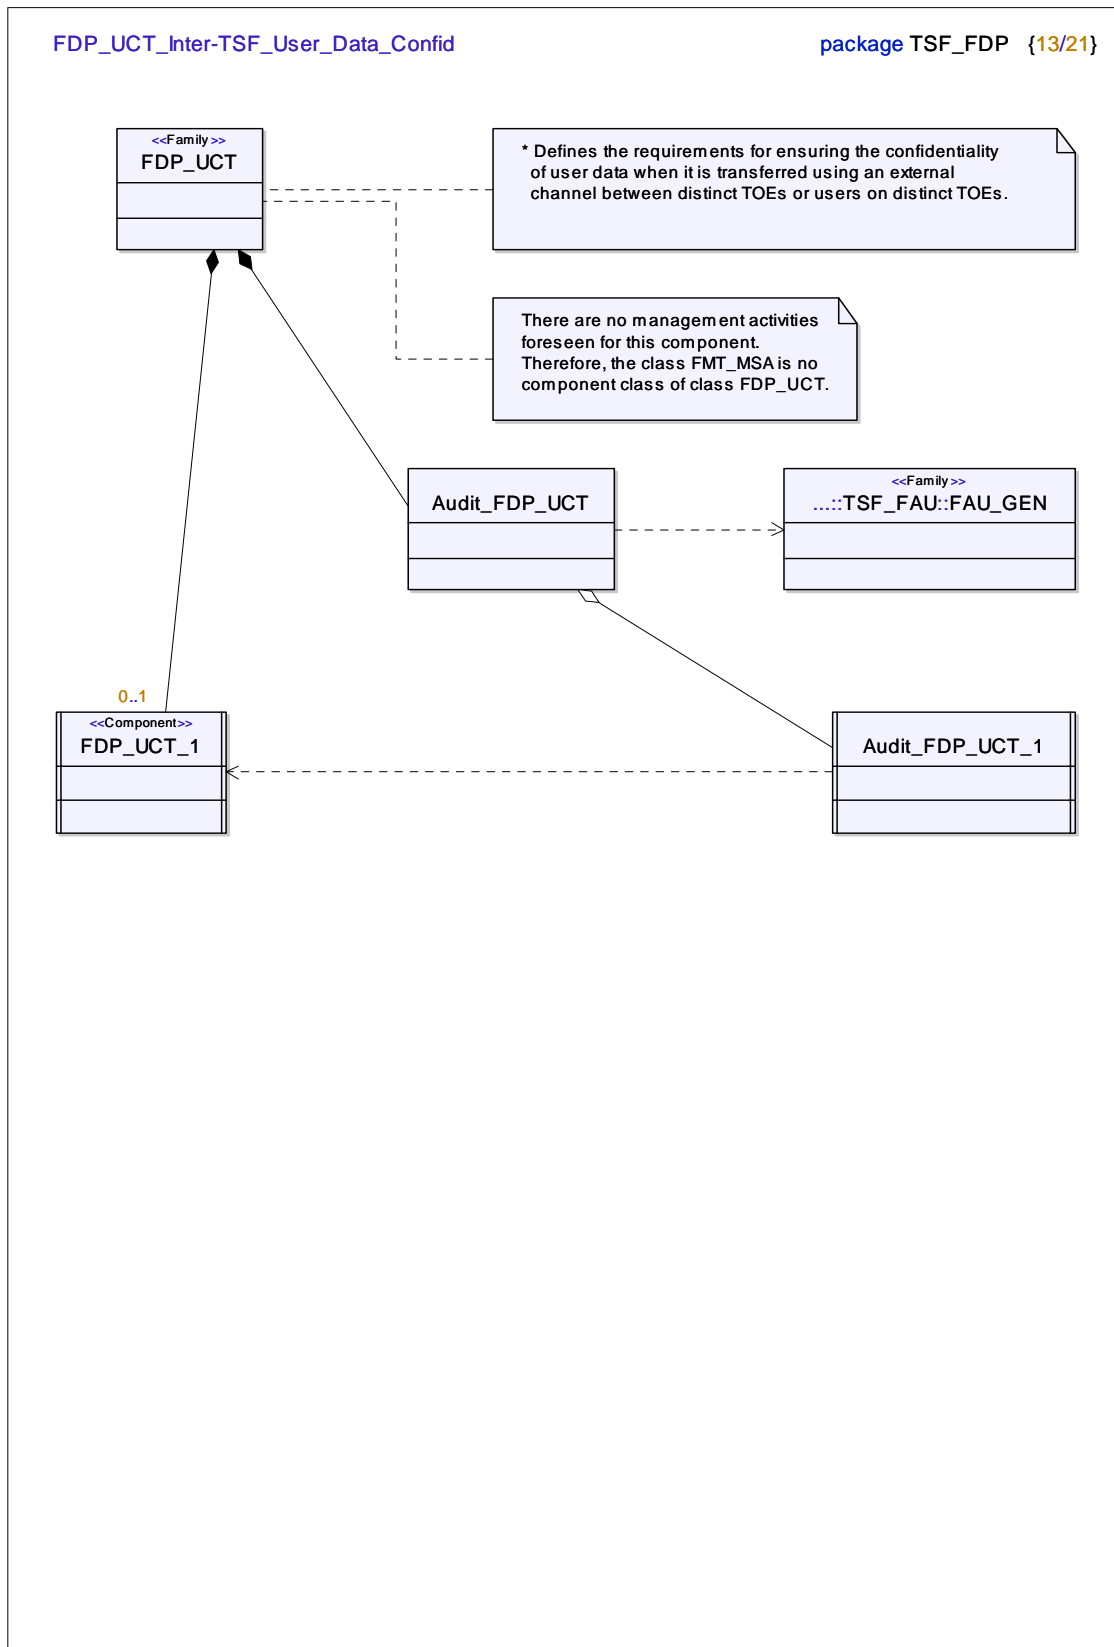 FDP_UCT_Inter-TSF_User_Data_Confid
package TSF_FDP {13/21}
<<Family>>
FDP_UCT
* Defines the requirements for ensuring the confidentiality
of user data when it is transferred using an external
channel between distinct TOEs or users on distinct TOEs.
There are no management activities
foreseen for this component.
Therefore, the class FMT_MSA is no
component class of class FDP_UCT.
Audit_FDP_UCT
<<Family>>
...::TSF_FAU::FAU_GEN
0..1
<<Component>>
FDP_UCT_1
Audit_FDP_UCT_1